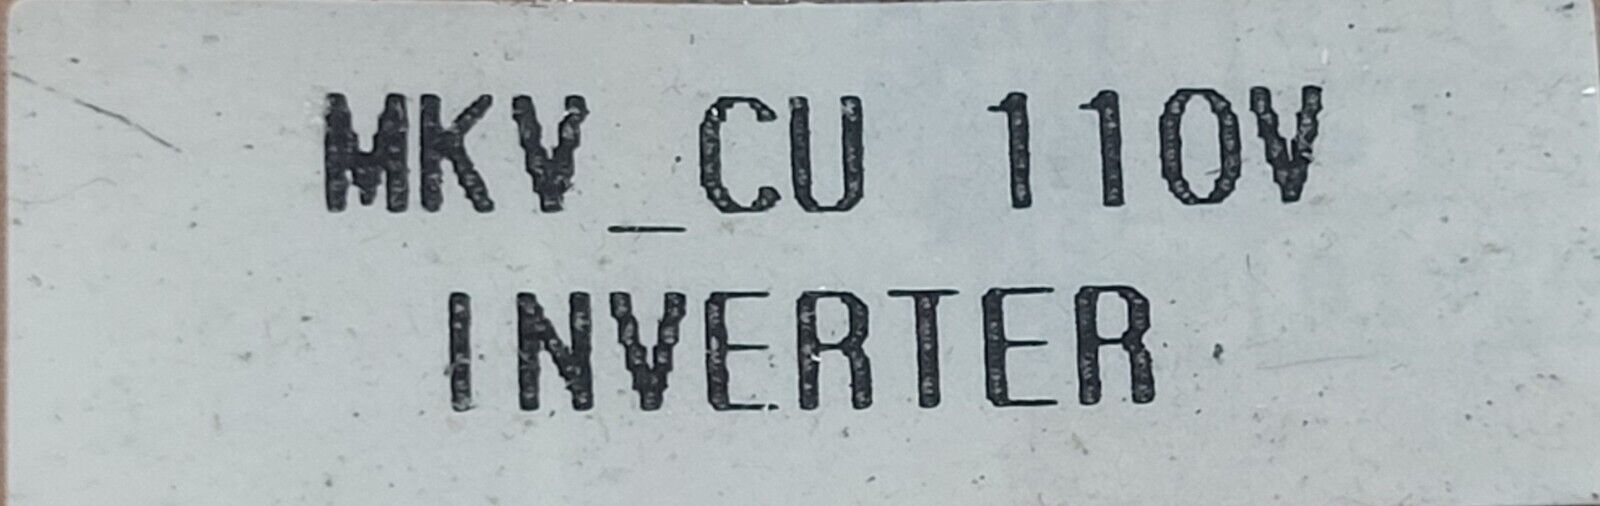 MKV_CU 110V
INVERTER